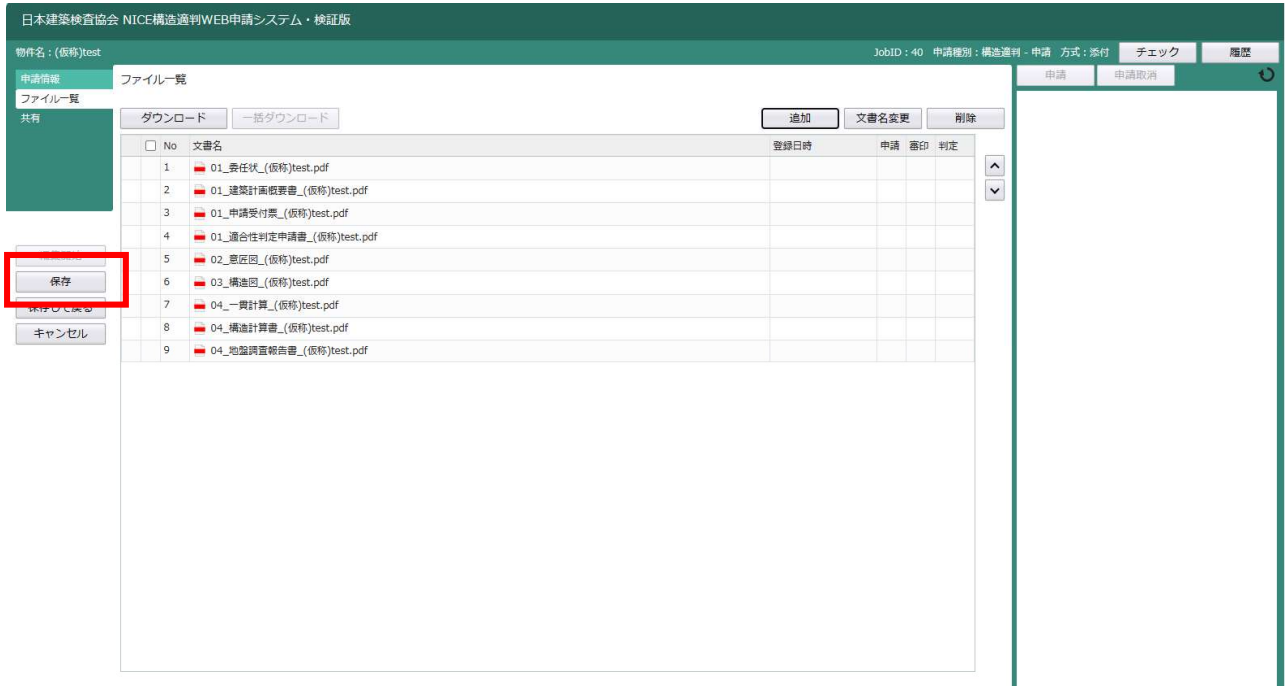 日本建築検査協会 NICE構造適判WEB申請システム・検証版
物件名：(仮称)test
JobID：40 申請種別：構造適判 - 申請 方式：添付
チェック
履歴
申請情報
ファイル一覧
共有
ファイル一覧
申請
申請取消
ダウンロード
一括ダウンロード
追加
文書名変更
削除
No 文書名 登録日時 申請 審印 判定
1 01_委任状_(仮称)test.pdf
2 01_建築計画概要書_(仮称)test.pdf
3 01_申請受付票_(仮称)test.pdf
4 01_適合性判定申請書_(仮称)test.pdf
5 02_意匠図_(仮称)test.pdf
6 03_構造図_(仮称)test.pdf
7 04_一貫計算_(仮称)test.pdf
8 04_構造計算書_(仮称)test.pdf
9 04_地盤調査報告書_(仮称)test.pdf
保存
保存して戻る
キャンセル